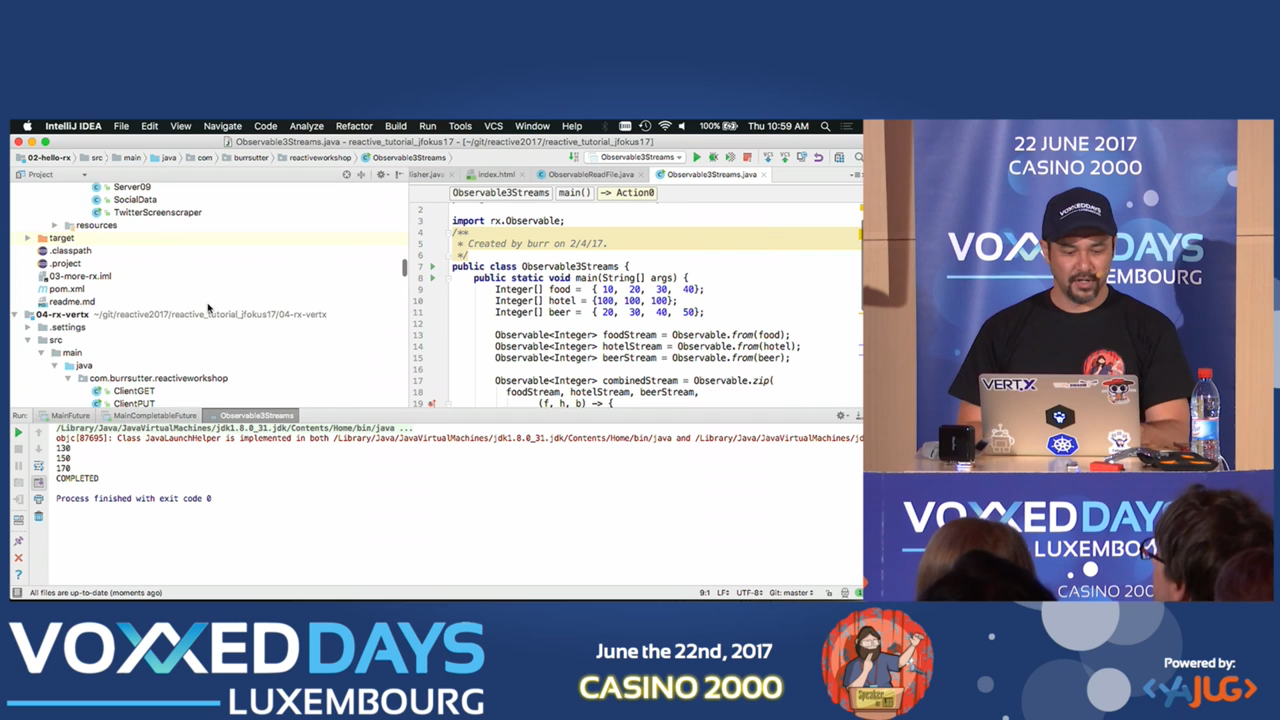 IntelliJ IDEA File Edit View Navigate Code Analyze Refactor Build Run Tools VCS Window Help 100% Thu 10:59 AM
Observable3Streams.java - reactive_tutorial_jfokus17 - [~/git/reactive2017/reactive_tutorial_jfokus17]
02-hello-rx src main java com burrsutter reactiveworkshop Observable3Streams Observable3Streams
Project
lisher.java index.html ObservableReadFile.java Observable3Streams.java
Server09
SocialData
TwitterScreenscraper
resources
target
.classpath
.project
03-more-rx.iml
pom.xml
readme.md
04-rx-vertx ~/git/reactive2017/reactive_tutorial_jfokus17/04-rx-vertx
.settings
src
main
java
com.burrsutter.reactiveworkshop
ClientGET
ClientPUT
Observable3Streams main() -> Action0
2
3 import rx.Observable;
4 /**
5 * Created by burr on 2/4/17.
6 */
7 public class Observable3Streams {
8 public static void main(String[] args) {
9 Integer[] food = { 10, 20, 30, 40};
10 Integer[] hotel = {100, 100, 100};
11 Integer[] beer = { 20, 30, 40, 50};
12
13 Observable<Integer> foodStream = Observable.from(food);
14 Observable<Integer> hotelStream = Observable.from(hotel);
15 Observable<Integer> beerStream = Observable.from(beer);
16
17 Observable<Integer> combinedStream = Observable.zip(
18 foodStream, hotelStream, beerStream,
19 (f, h, b) -> {
Run: MainFuture MainCompletableFuture Observable3Streams
/Library/Java/JavaVirtualMachines/jdk1.8.0_31.jdk/Contents/Home/bin/java ...
objc[87695]: Class JavaLaunchHelper is implemented in both /Library/Java/JavaVirtualMachines/jdk1.8.0_31.jdk/Contents/Home/bin/java and /Library/Java/JavaVirtualMachines/jd
130
150
170
COMPLETED
Process finished with exit code 0
All files are up-to-date (moments ago) 9:1 LF÷ UTF-8÷ Git: master÷
22 JUNE 2017
CASINO 2000
VOXXED DAYS
VOXXEDDAYS
EMBOURG
VERT.X
VOXXEDDAYS
LUXEMBO
CASINO 200
VOXXEDDAYS
LUXEMBOURG
June the 22nd, 2017
CASINO 2000
Speaker
Powered by:
YAJUG